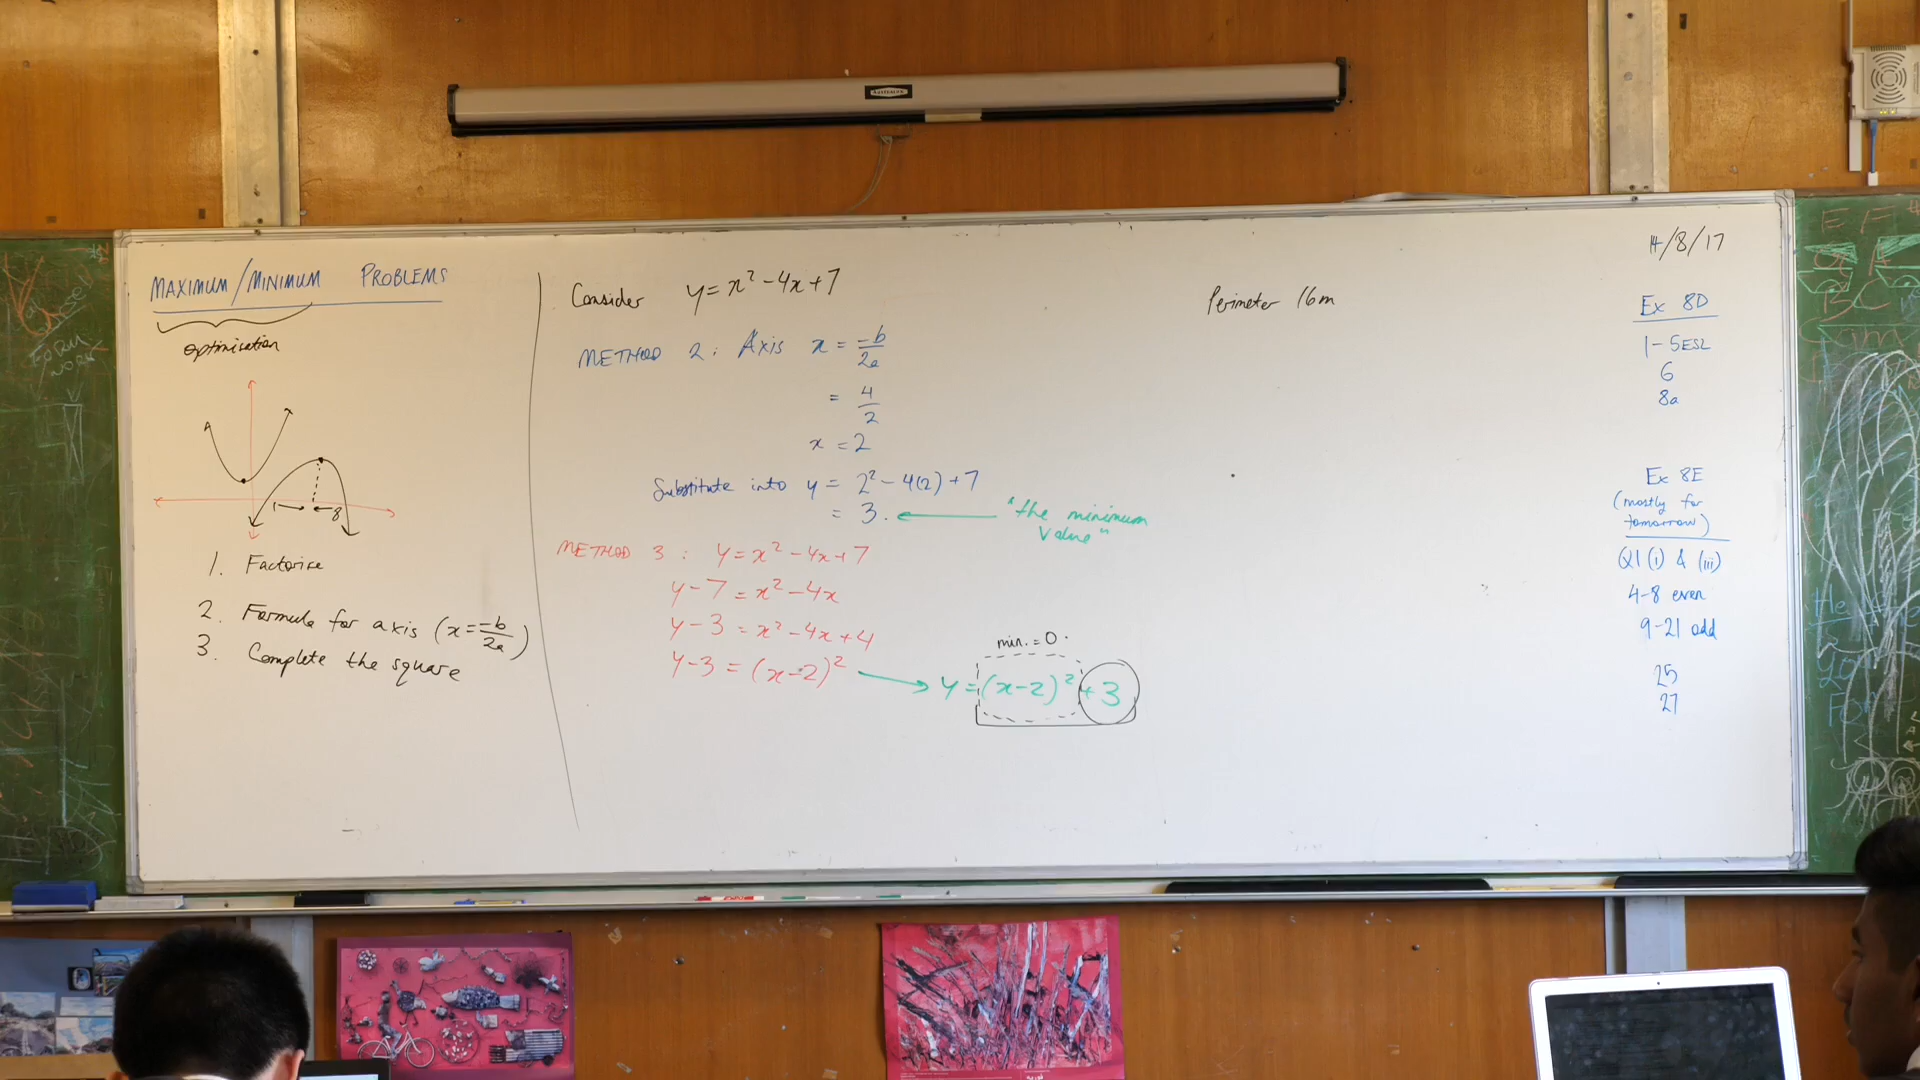 MAXIMUM/MINIMUM PROBLEMS
Optimisation
1. Factorise
2. Formula for axis (x = -b/2a)
3. Complete the square
Consider y = x² - 4x + 7
METHOD 2: Axis x = -b/2a
= 4/2
x = 2
Substitute into y = 2² - 4(2) + 7
= 3.
"the minimum
value"
METHOD 3: y = x² - 4x + 7
y - 7 = x² - 4x
y - 3 = x² - 4x + 4
y - 3 = (x - 2)²
min. = 0.
y = (x - 2)² + 3
Perimeter 16m
14/8/17
Ex 8D
1-5ESL
6
8a
Ex 8E
(mostly for
tomorrow)
Q1 (i) & (iii)
4-8 even
9-21 odd
25
27